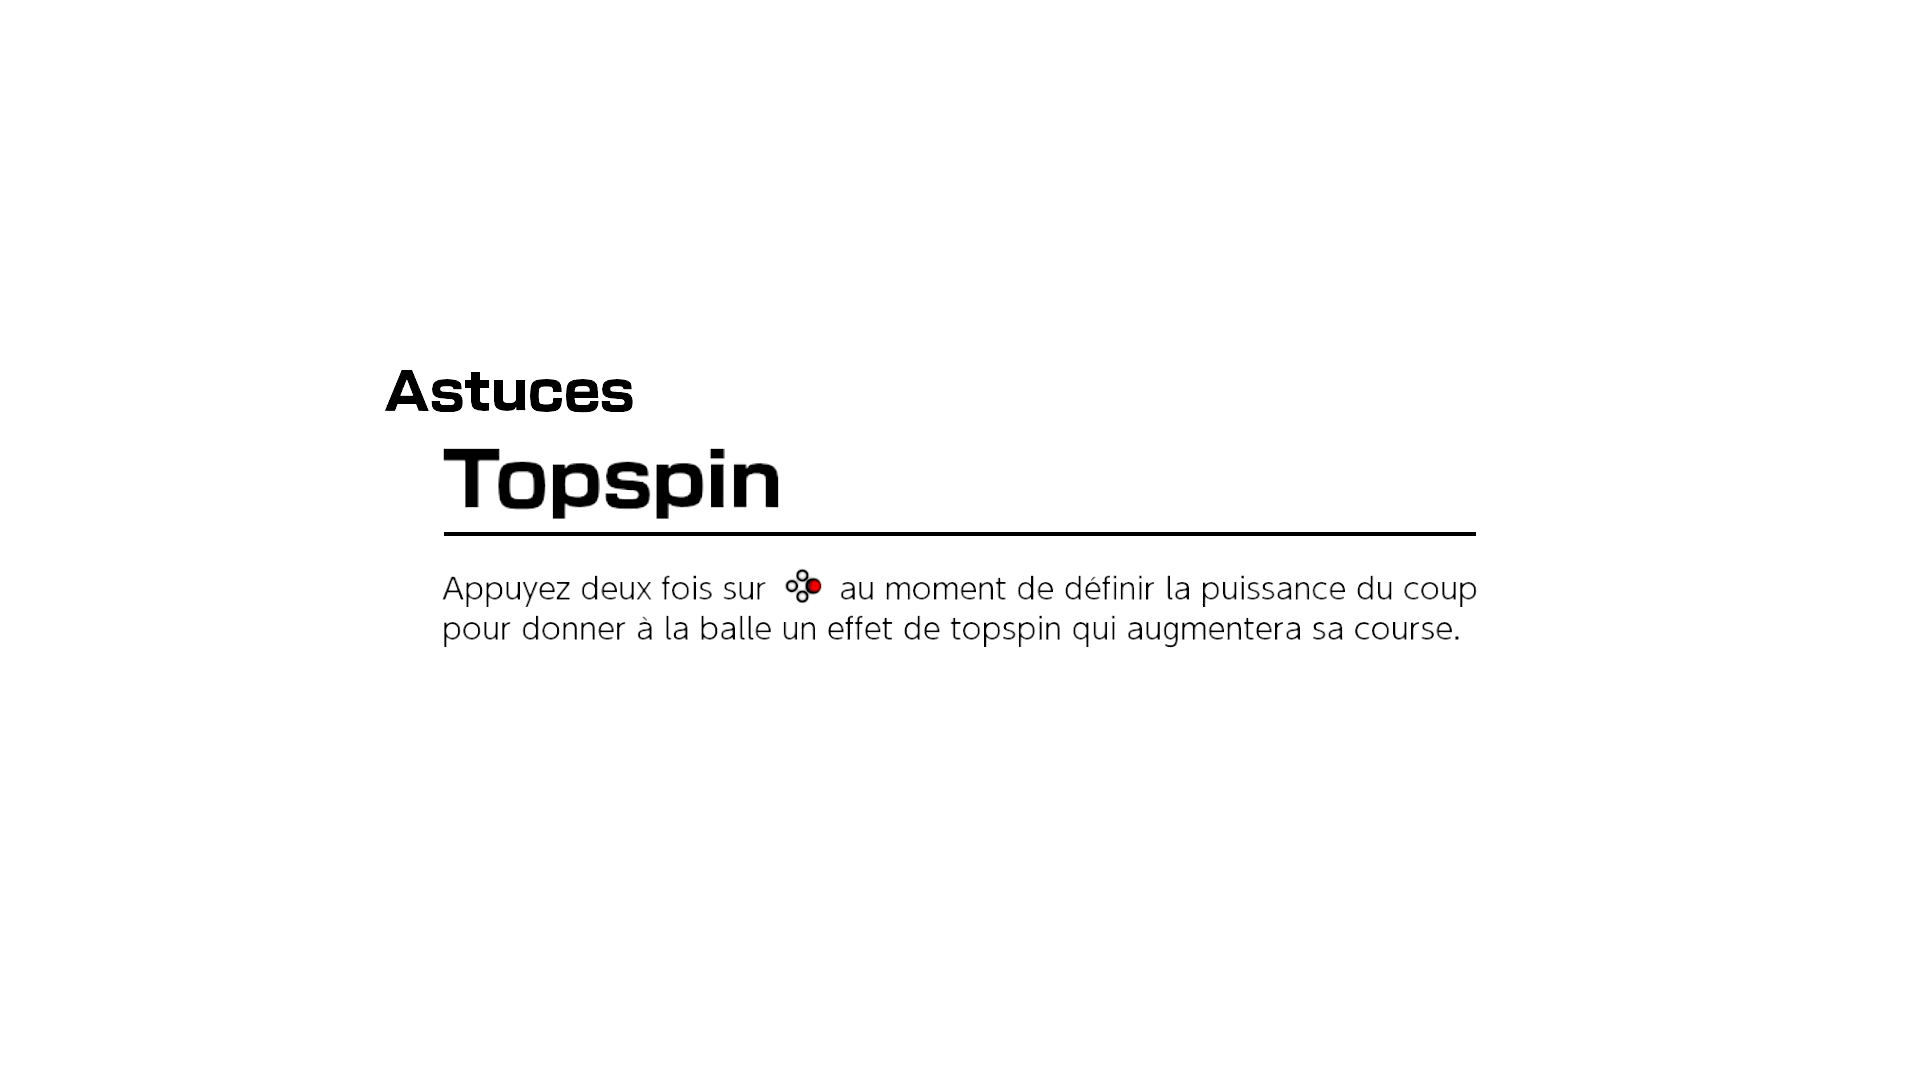 Astuces
Topspin
Appuyez deux fois sur au moment de définir la puissance du coup
pour donner à la balle un effet de topspin qui augmentera sa course.